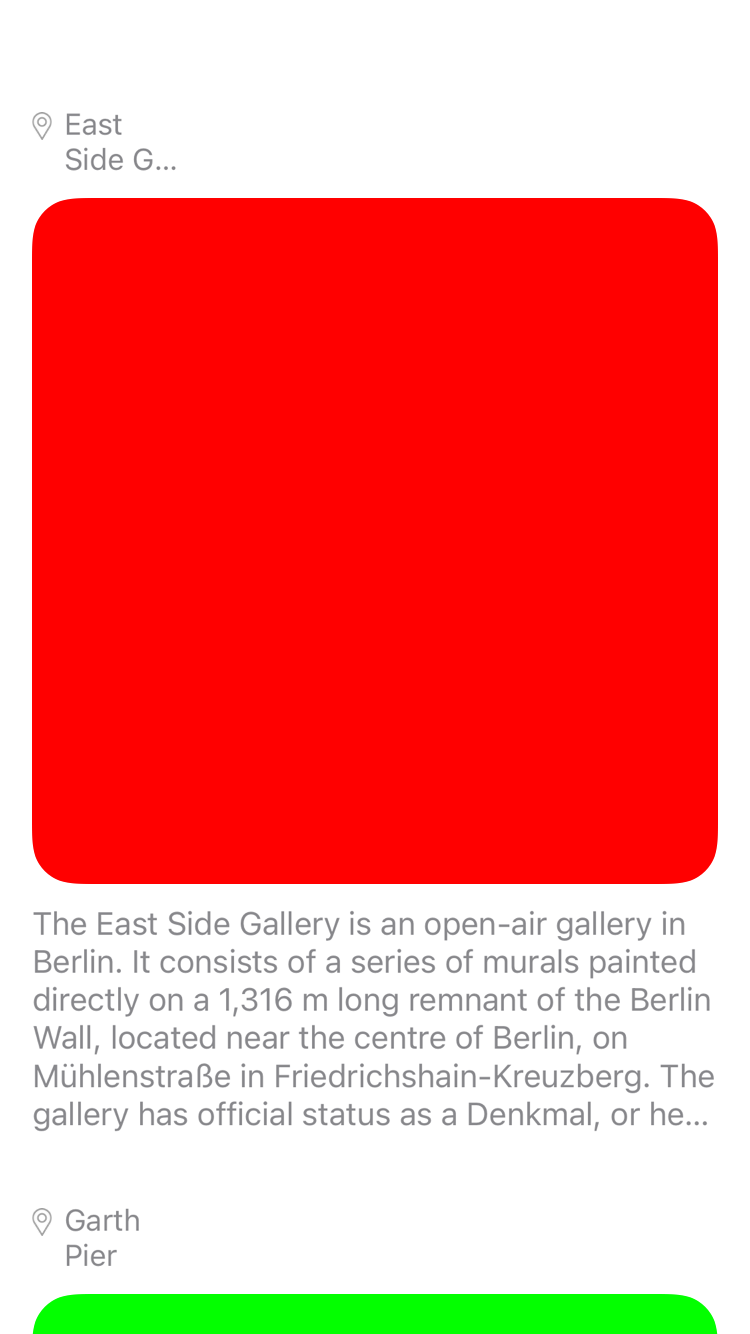 East
Side G...
The East Side Gallery is an open-air gallery in
Berlin. It consists of a series of murals painted
directly on a 1,316 m long remnant of the Berlin
Wall, located near the centre of Berlin, on
Mühlenstraße in Friedrichshain-Kreuzberg. The
gallery has official status as a Denkmal, or he...
Garth
Pier